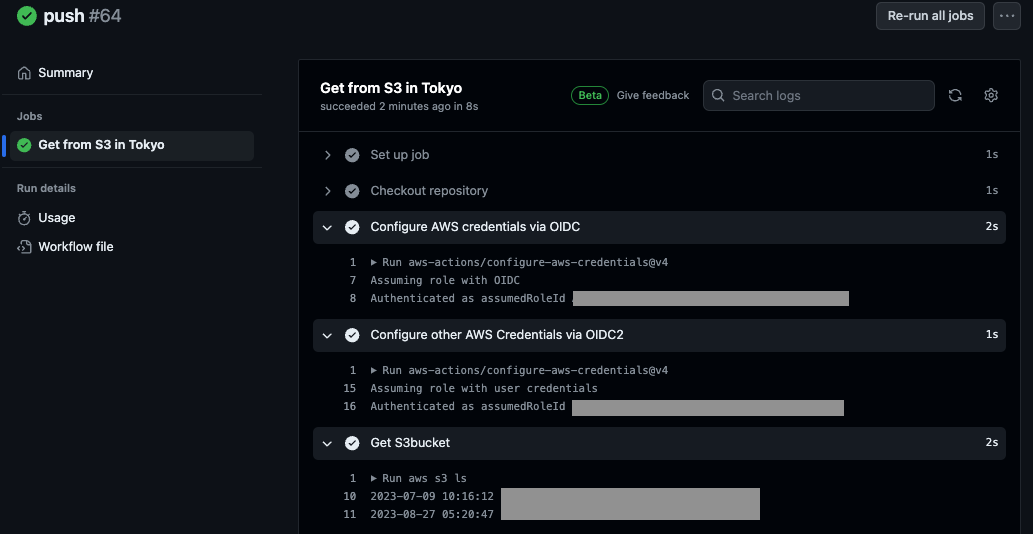 push #64
Re-run all jobs
Summary
Jobs
Get from S3 in Tokyo
Run details
Usage
Workflow file
Get from S3 in Tokyo
succeeded 2 minutes ago in 8s
Beta
Give feedback
Search logs
Set up job 1s
Checkout repository 1s
Configure AWS credentials via OIDC 2s
1 Run aws-actions/configure-aws-credentials@v4
7 Assuming role with OIDC
8 Authenticated as assumedRoleId
Configure other AWS Credentials via OIDC2 1s
1 Run aws-actions/configure-aws-credentials@v4
15 Assuming role with user credentials
16 Authenticated as assumedRoleId
Get S3bucket 2s
1 Run aws s3 ls
10 2023-07-09 10:16:12
11 2023-08-27 05:20:47